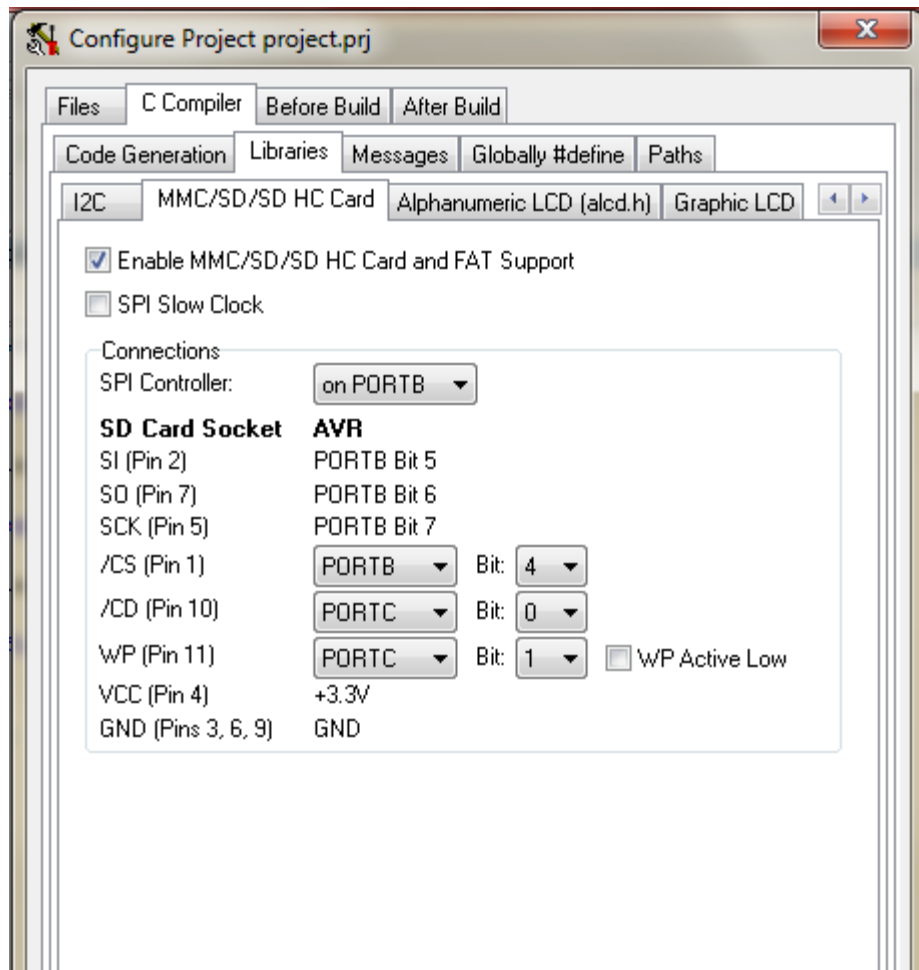 Configure Project project.prj
Files C Compiler Before Build After Build
Code Generation Libraries Messages Globally #define Paths
I2C MMC/SD/SD HC Card Alphanumeric LCD (alcd.h) Graphic LCD
Enable MMC/SD/SD HC Card and FAT Support
SPI Slow Clock
Connections
SPI Controller: on PORTB
SD Card Socket AVR
SI (Pin 2) PORTB Bit 5
SO (Pin 7) PORTB Bit 6
SCK (Pin 5) PORTB Bit 7
/CS (Pin 1) PORTB Bit: 4
/CD (Pin 10) PORTC Bit: 0
WP (Pin 11) PORTC Bit: 1 WP Active Low
VCC (Pin 4) +3.3V
GND (Pins 3, 6, 9) GND